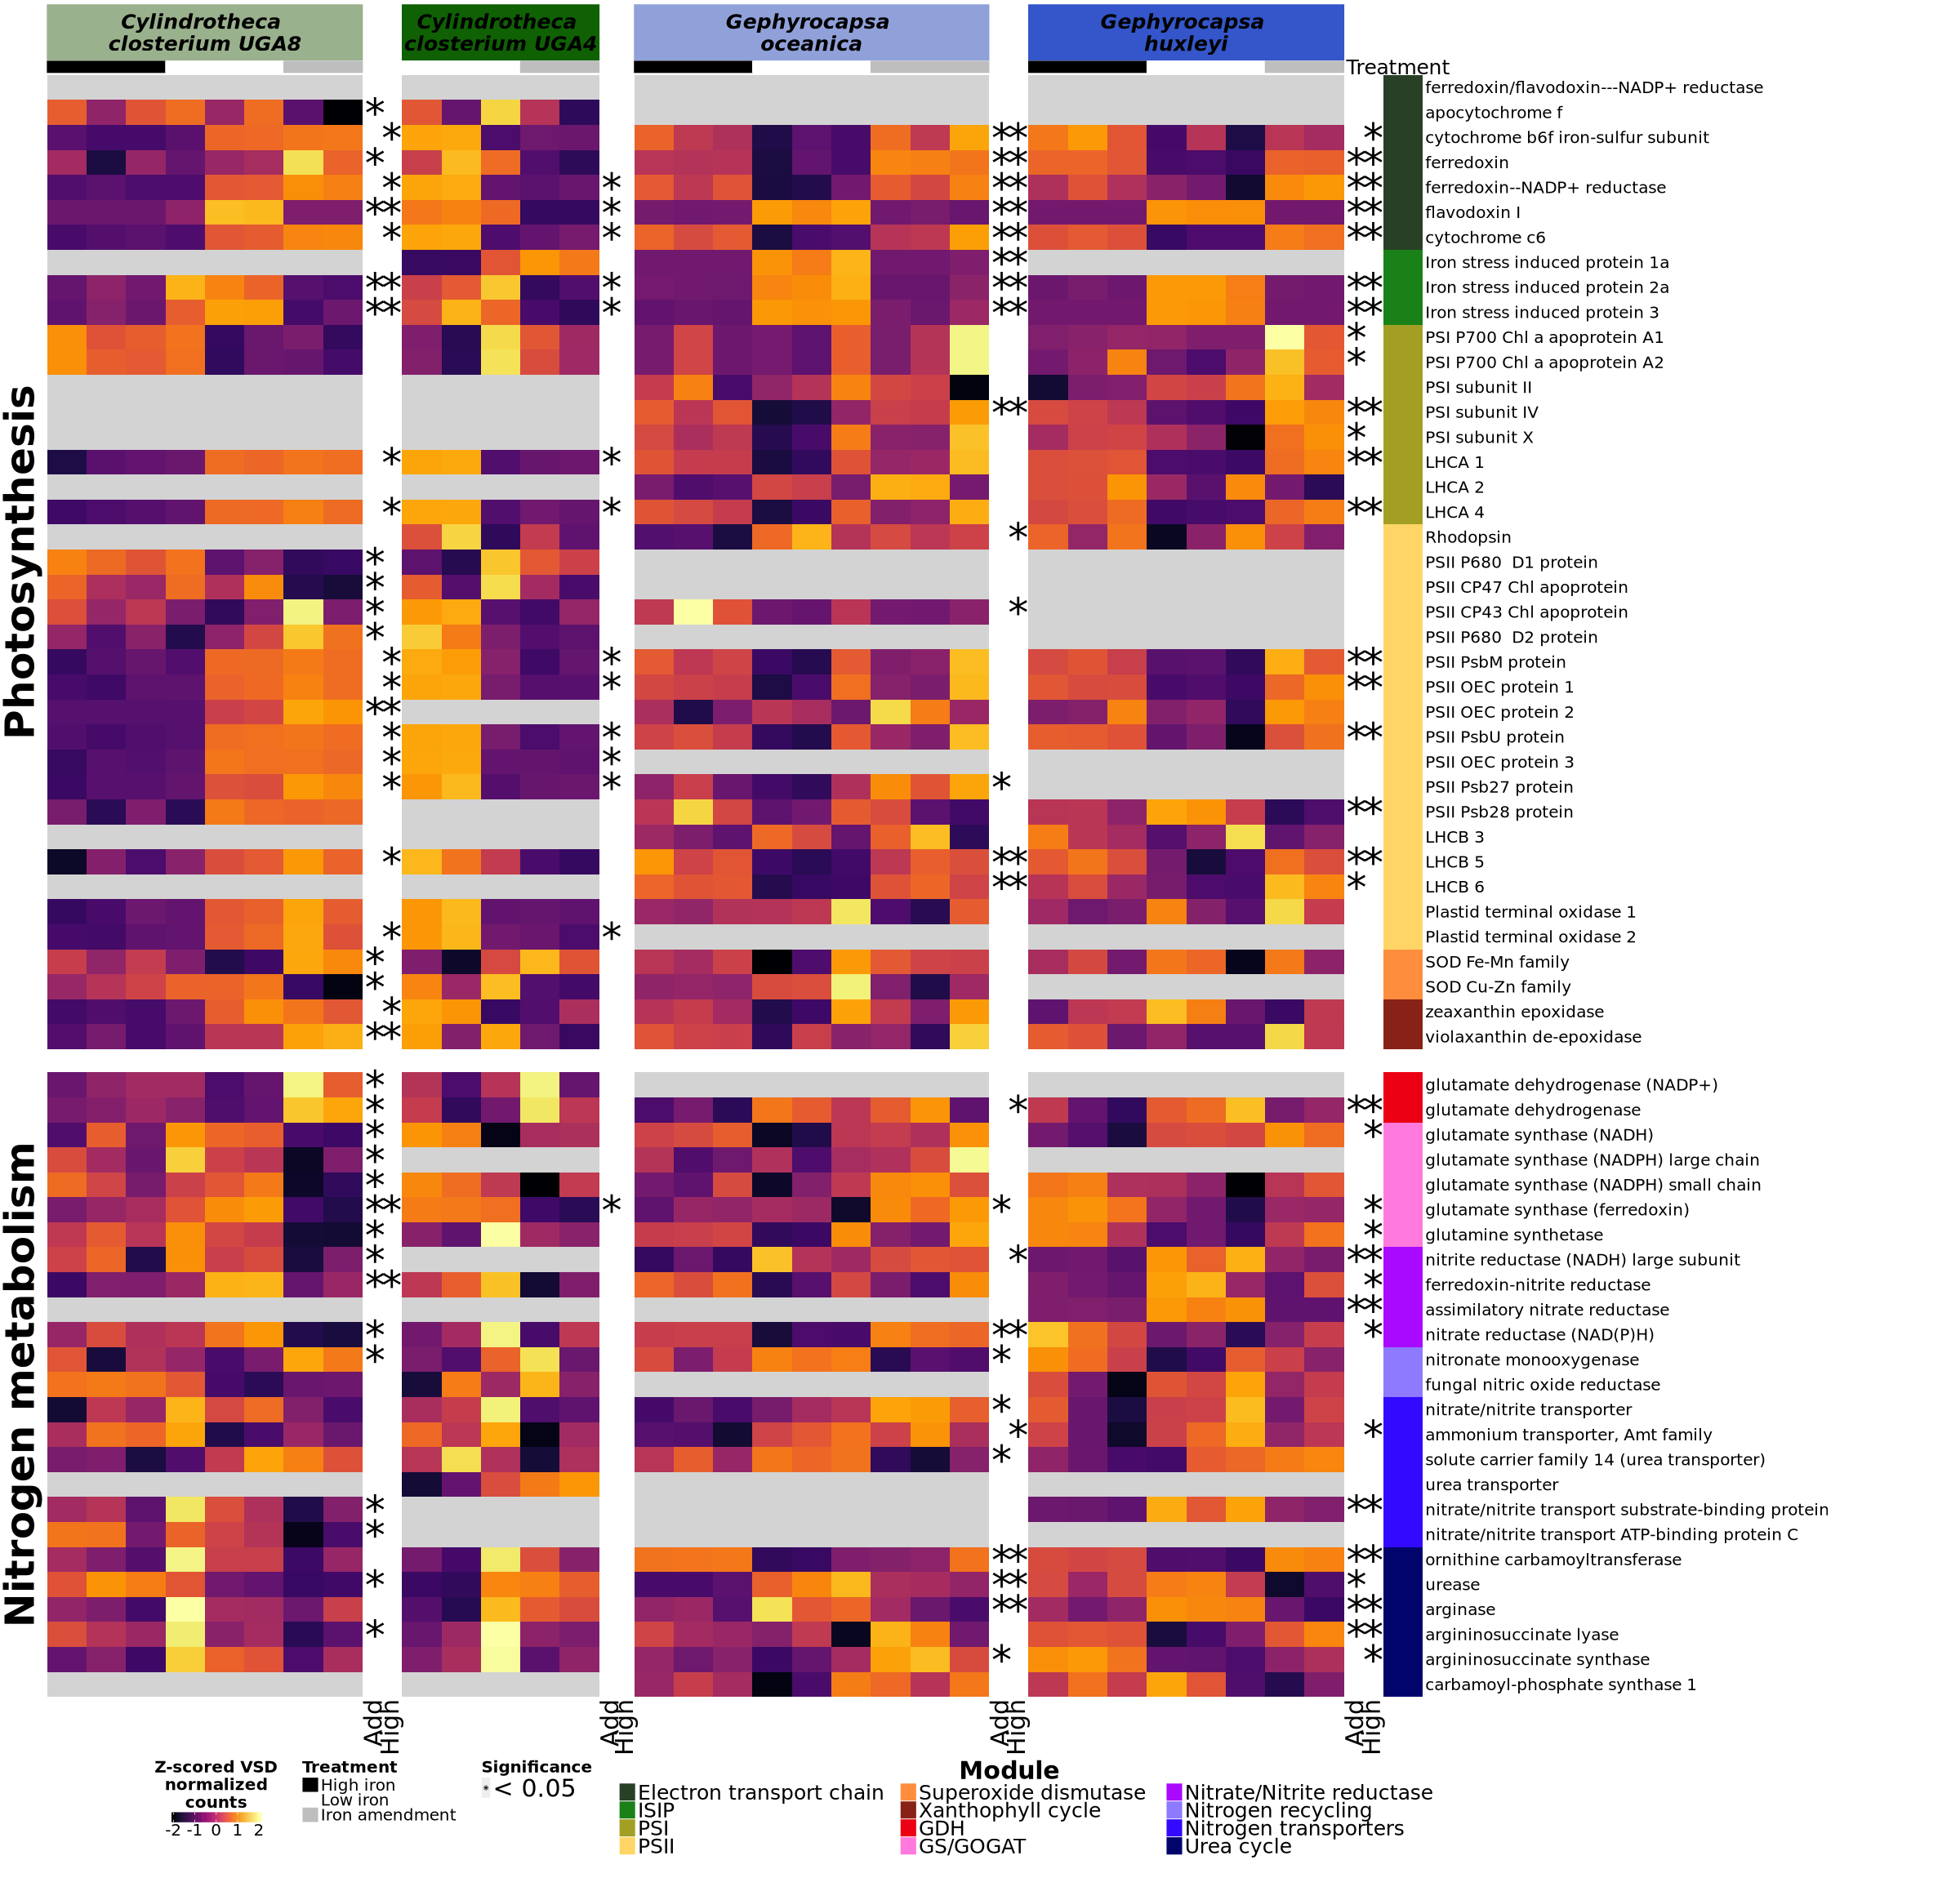 Cylindrotheca
closterium UGA8
Cylindrotheca
closterium UGA4
Gephyrocapsa
oceanica
Gephyrocapsa
huxleyi
Treatment
Photosynthesis
ferredoxin/flavodoxin---NADP+ reductase
apocytochrome f
*
cytochrome b6f iron-sulfur subunit
* ** *
ferredoxin
* ** **
ferredoxin--NADP+ reductase
* * ** **
flavodoxin I
** * ** **
cytochrome c6
* * ** **
Iron stress induced protein 1a
**
Iron stress induced protein 2a
** * ** **
Iron stress induced protein 3
** * ** **
PSI P700 Chl a apoprotein A1
*
PSI P700 Chl a apoprotein A2
*
PSI subunit II
PSI subunit IV
** **
PSI subunit X
*
LHCA 1
* * **
LHCA 2
LHCA 4
* * **
Rhodopsin
*
PSII P680 D1 protein
*
PSII CP47 Chl apoprotein
*
PSII CP43 Chl apoprotein
* *
PSII P680 D2 protein
*
PSII PsbM protein
* * **
PSII OEC protein 1
* * **
PSII OEC protein 2
**
PSII PsbU protein
* * **
PSII OEC protein 3
* *
PSII Psb27 protein
* * *
PSII Psb28 protein
**
LHCB 3
LHCB 5
* ** **
LHCB 6
** *
Plastid terminal oxidase 1
Plastid terminal oxidase 2
* *
SOD Fe-Mn family
*
SOD Cu-Zn family
*
zeaxanthin epoxidase
*
violaxanthin de-epoxidase
**
Nitrogen metabolism
glutamate dehydrogenase (NADP+)
*
glutamate dehydrogenase
* * **
glutamate synthase (NADH)
* *
glutamate synthase (NADPH) large chain
*
glutamate synthase (NADPH) small chain
*
glutamate synthase (ferredoxin)
** * * *
glutamine synthetase
* *
nitrite reductase (NADH) large subunit
* * **
ferredoxin-nitrite reductase
** *
assimilatory nitrate reductase
**
nitrate reductase (NAD(P)H)
* ** *
nitronate monooxygenase
* *
fungal nitric oxide reductase
nitrate/nitrite transporter
*
ammonium transporter, Amt family
* *
solute carrier family 14 (urea transporter)
*
urea transporter
nitrate/nitrite transport substrate-binding protein
* **
nitrate/nitrite transport ATP-binding protein C
*
ornithine carbamoyltransferase
** **
urease
* ** *
arginase
** **
argininosuccinate lyase
* **
argininosuccinate synthase
* *
carbamoyl-phosphate synthase 1
Add
High
Add
High
Add
High
Add
High
Z-scored VSD
normalized
counts
-2 -1 0 1 2
Treatment
High iron
Low iron
Iron amendment
Significance
* < 0.05
Module
Electron transport chain
ISIP
PSI
PSII
Superoxide dismutase
Xanthophyll cycle
GDH
GS/GOGAT
Nitrate/Nitrite reductase
Nitrogen recycling
Nitrogen transporters
Urea cycle